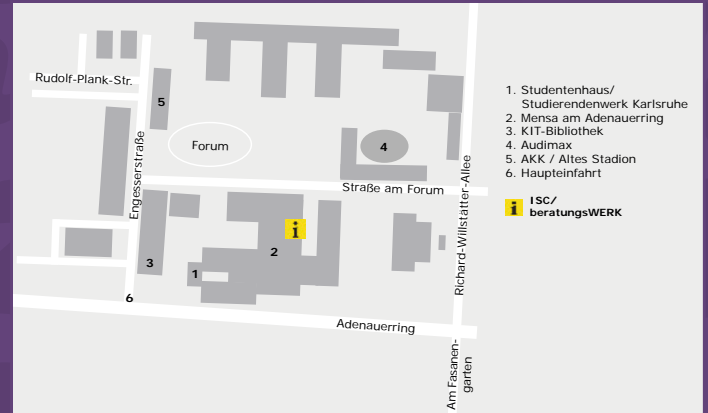 Rudolf-Plank-Str.
5
Engesserstraße
Forum
4
Straße am Forum
Richard-Willstätter-Allee
i
2
3
1
6
Adenauerring
Am Fasanen-
garten
1. Studentenhaus/
Studierendenwerk Karlsruhe
2. Mensa am Adenauerring
3. KIT-Bibliothek
4. Audimax
5. AKK / Altes Stadion
6. Haupteinfahrt
i ISC/
beratungsWERK